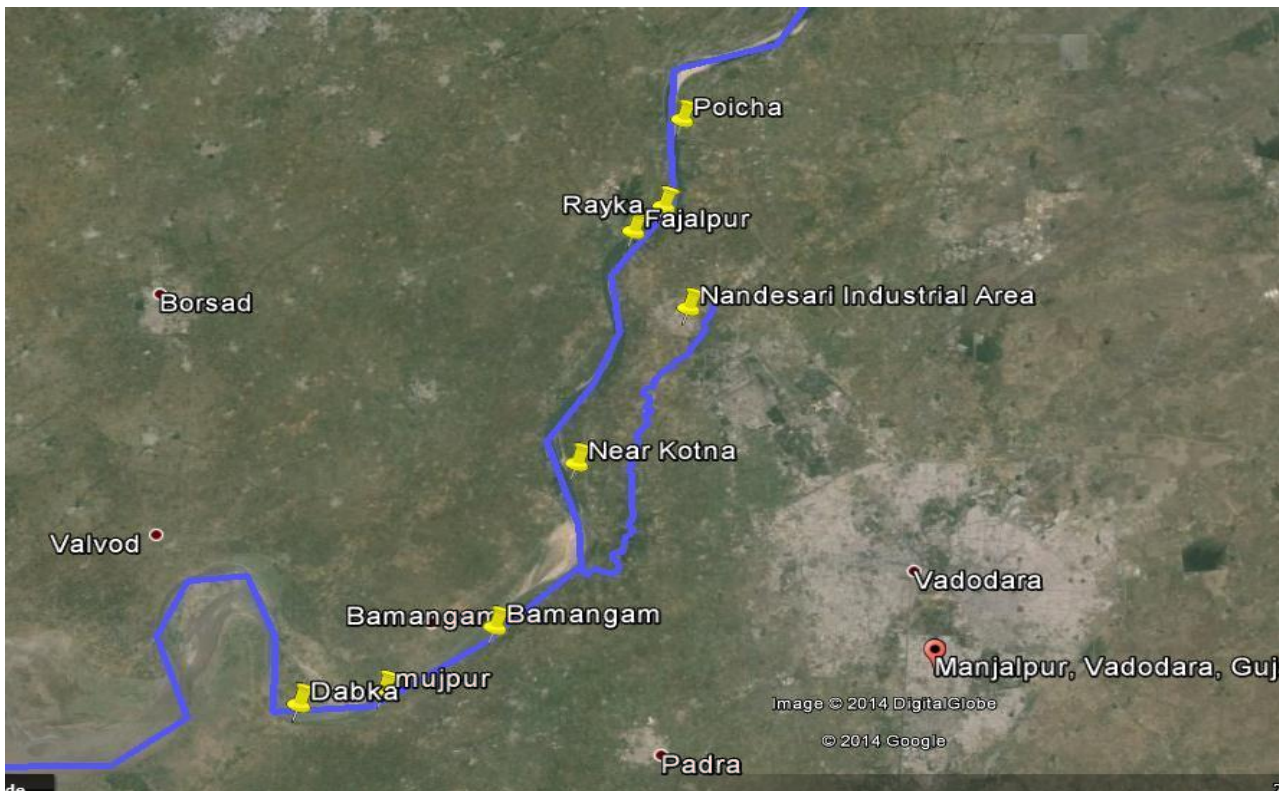 Poicha
Rayka
Fajalpur
Nandesari Industrial Area
Borsad
Near Kotna
Valvod
Vadodara
Bamangam
Bamangam
Manjalpur, Vadodara, Guj
mujpur
Dabka
Image © 2014 DigitalGlobe
© 2014 Google
Padra